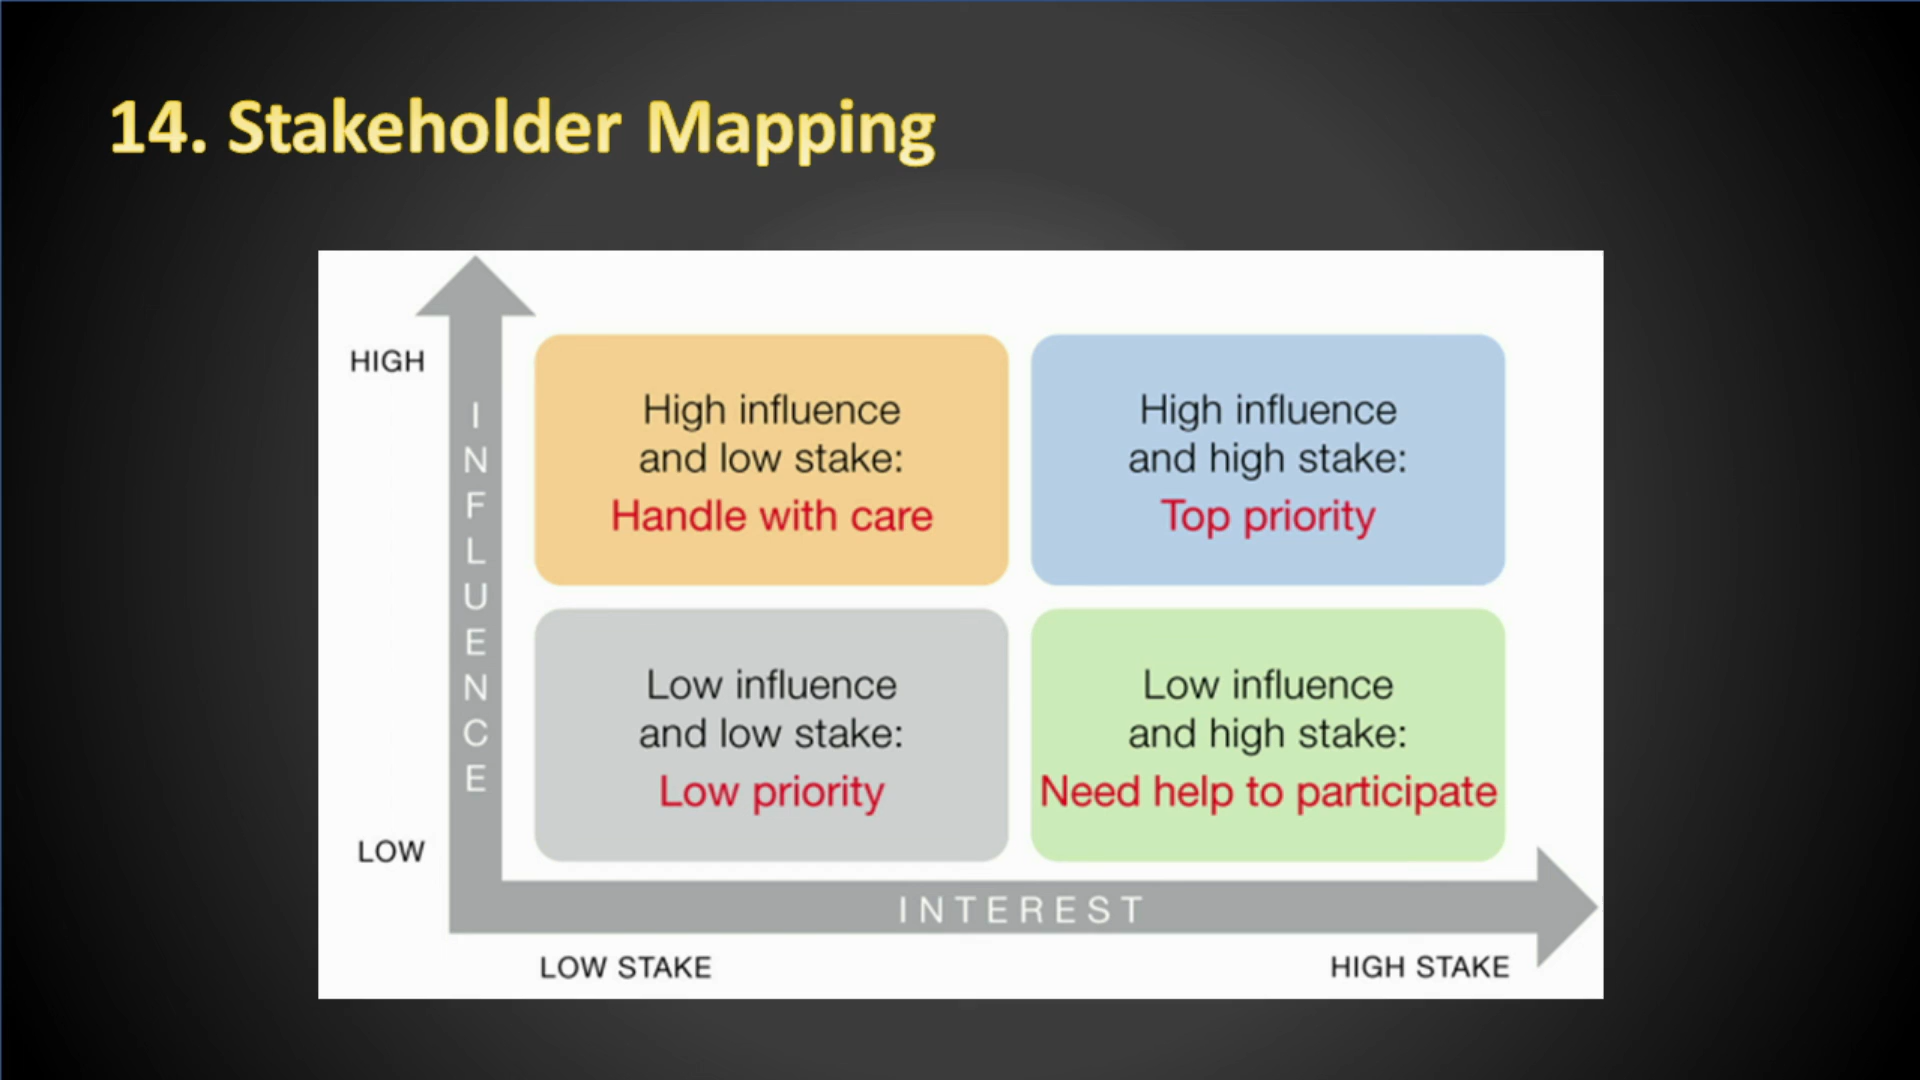 14. Stakeholder Mapping
HIGH
INFLUENCE
LOW
High influence
and low stake:
Handle with care
High influence
and high stake:
Top priority
Low influence
and low stake:
Low priority
Low influence
and high stake:
Need help to participate
INTEREST
LOW STAKE
HIGH STAKE